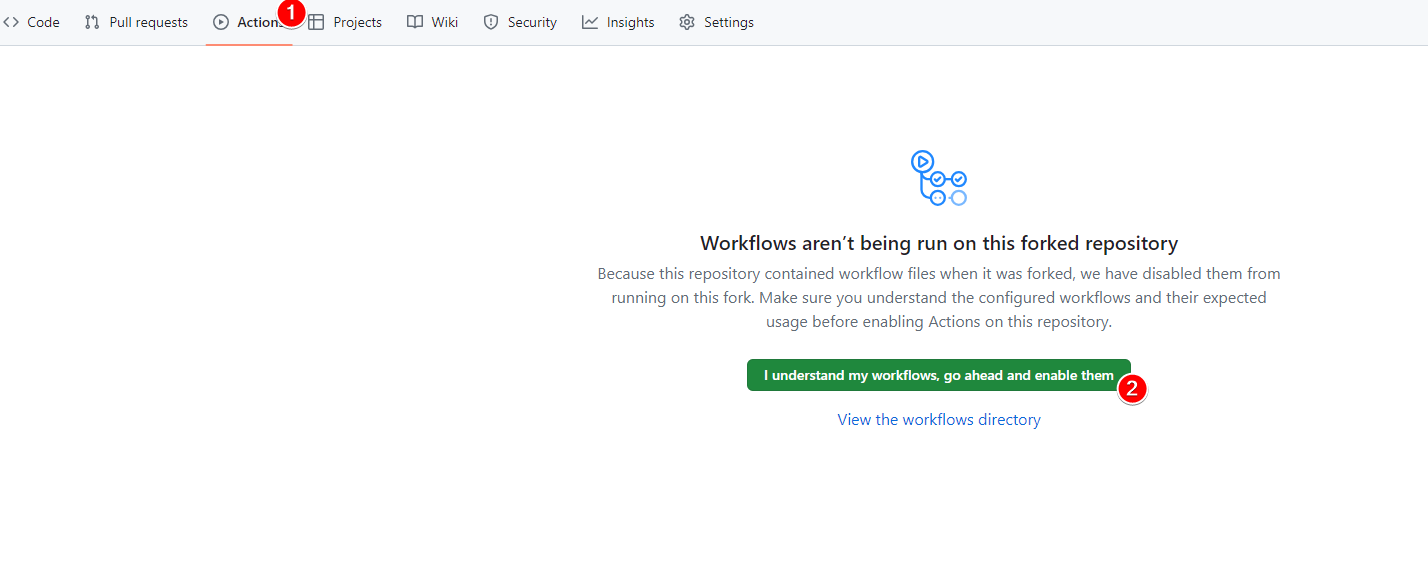 Code Pull requests Actions 1 Projects Wiki Security Insights Settings
Workflows aren’t being run on this forked repository
Because this repository contained workflow files when it was forked, we have disabled them from
running on this fork. Make sure you understand the configured workflows and their expected
usage before enabling Actions on this repository.
I understand my workflows, go ahead and enable them 2
View the workflows directory